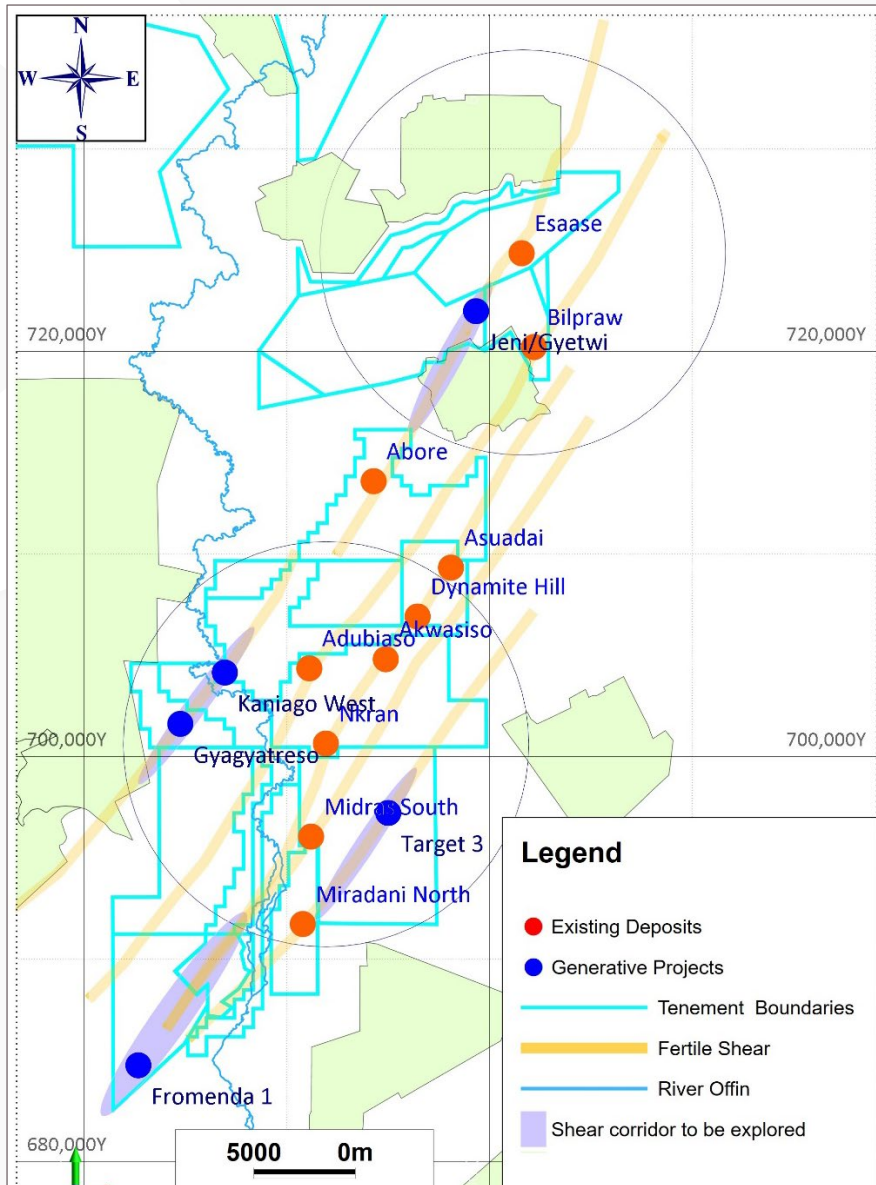 N
W E
S
Esaase
Bilpraw
720,000Y 720,000Y
Jeni/Gyetwi
Abore
Asuadai
Dynamite Hill
Akwasiso
Adubiaso
Kaniago West
Nkran
700,000Y 700,000Y
Gyagyatreso
Midras South
Target 3
Miradani North
Fromenda 1
680,000Y
5000 0m
Legend
Existing Deposits
Generative Projects
Tenement Boundaries
Fertile Shear
River Offin
Shear corridor to be explored